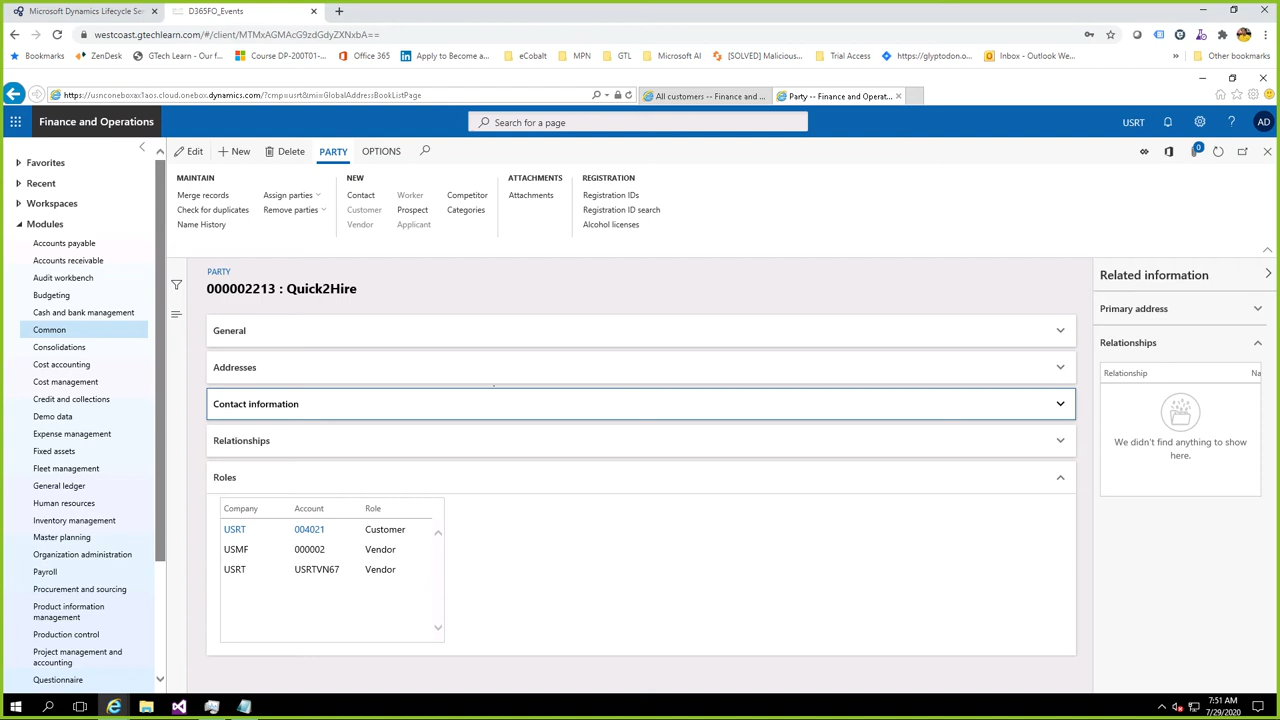 Microsoft Dynamics Lifecycle Ser
D365FO_Events
westcoast.gtechlearn.com/#/client/MTMxAGMAcG9zdGdyZXNxbA==
Bookmarks
ZenDesk
GTech Learn - Our f...
Course DP-200T01-...
Office 365
Apply to Become a...
eCobalt
MPN
GTL
Microsoft AI
[SOLVED] Malicious...
Trial Access
https://glyptodon.o...
Inbox - Outlook We...
Other bookmarks
https://usnconeboxax1aos.cloud.onebox.dynamics.com/?cmp=usrt&mi=GlobalAddressBookListPage
All customers -- Finance and ...
Party -- Finance and Operat...
Finance and Operations
Search for a page
USRT
AD
Edit
New
Delete
PARTY
OPTIONS
0
MAINTAIN
Merge records
Check for duplicates
Name History
Assign parties
Remove parties
NEW
Contact
Customer
Vendor
Worker
Prospect
Applicant
Competitor
Categories
ATTACHMENTS
Attachments
REGISTRATION
Registration IDs
Registration ID search
Alcohol licenses
Favorites
Recent
Workspaces
Modules
Accounts payable
Accounts receivable
Audit workbench
Budgeting
Cash and bank management
Common
Consolidations
Cost accounting
Cost management
Credit and collections
Demo data
Expense management
Fixed assets
Fleet management
General ledger
Human resources
Inventory management
Master planning
Organization administration
Payroll
Procurement and sourcing
Product information
management
Production control
Project management and
accounting
Questionnaire
PARTY
000002213 : Quick2Hire
General
Addresses
Contact information
Relationships
Roles
Company Account Role
USRT 004021 Customer
USMF 000002 Vendor
USRT USRTVN67 Vendor
Related information
Primary address
Relationships
Relationship Na
We didn't find anything to show
here.
7:51 AM
7/29/2020